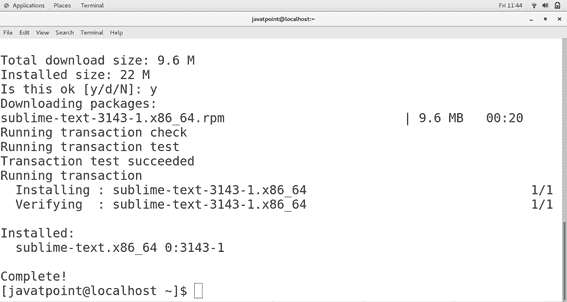 Applications Places Terminal Fri 11:44
javatpoint@localhost:~
File Edit View Search Terminal Help
Total download size: 9.6 M
Installed size: 22 M
Is this ok [y/d/N]: y
Downloading packages:
sublime-text-3143-1.x86_64.rpm | 9.6 MB 00:20
Running transaction check
Running transaction test
Transaction test succeeded
Running transaction
Installing : sublime-text-3143-1.x86_64 1/1
Verifying : sublime-text-3143-1.x86_64 1/1
Installed:
sublime-text.x86_64 0:3143-1
Complete!
[javatpoint@localhost ~]$